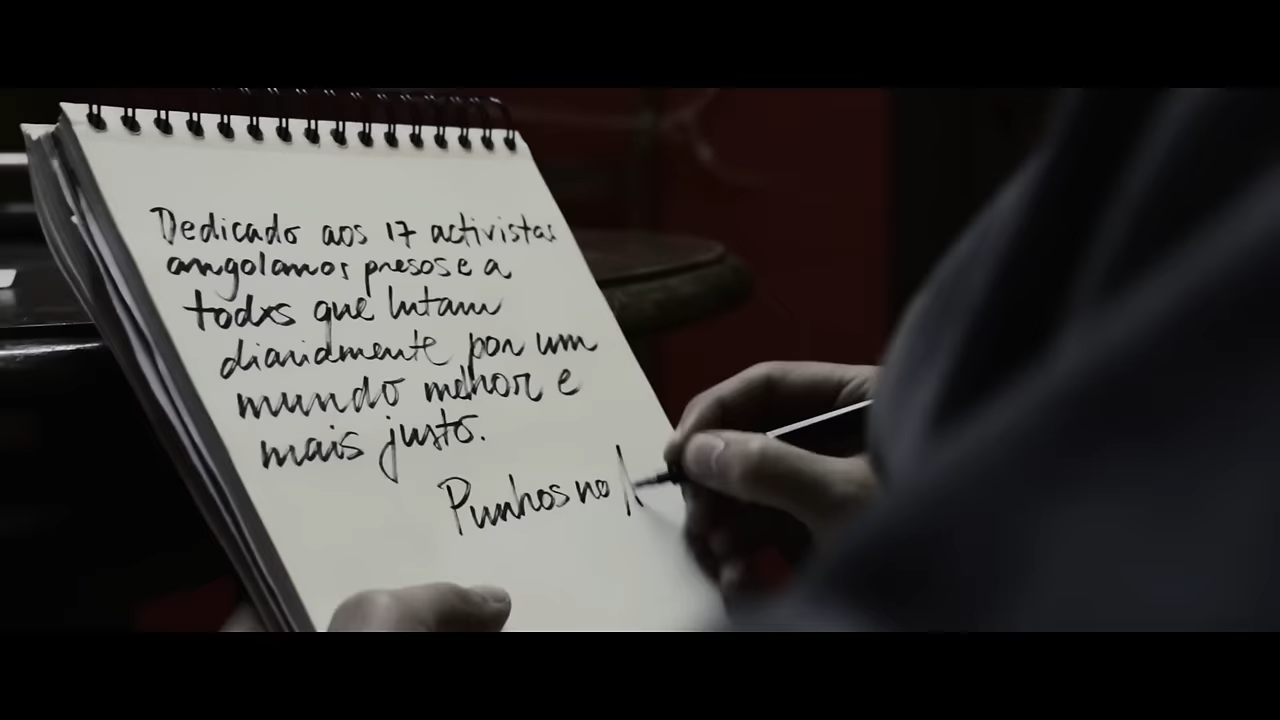 Dedicado aos 17 activistas
angolanos presos e a
todxs que lutam
diariamente por um
mundo melhor e
mais justo.
Punhos no